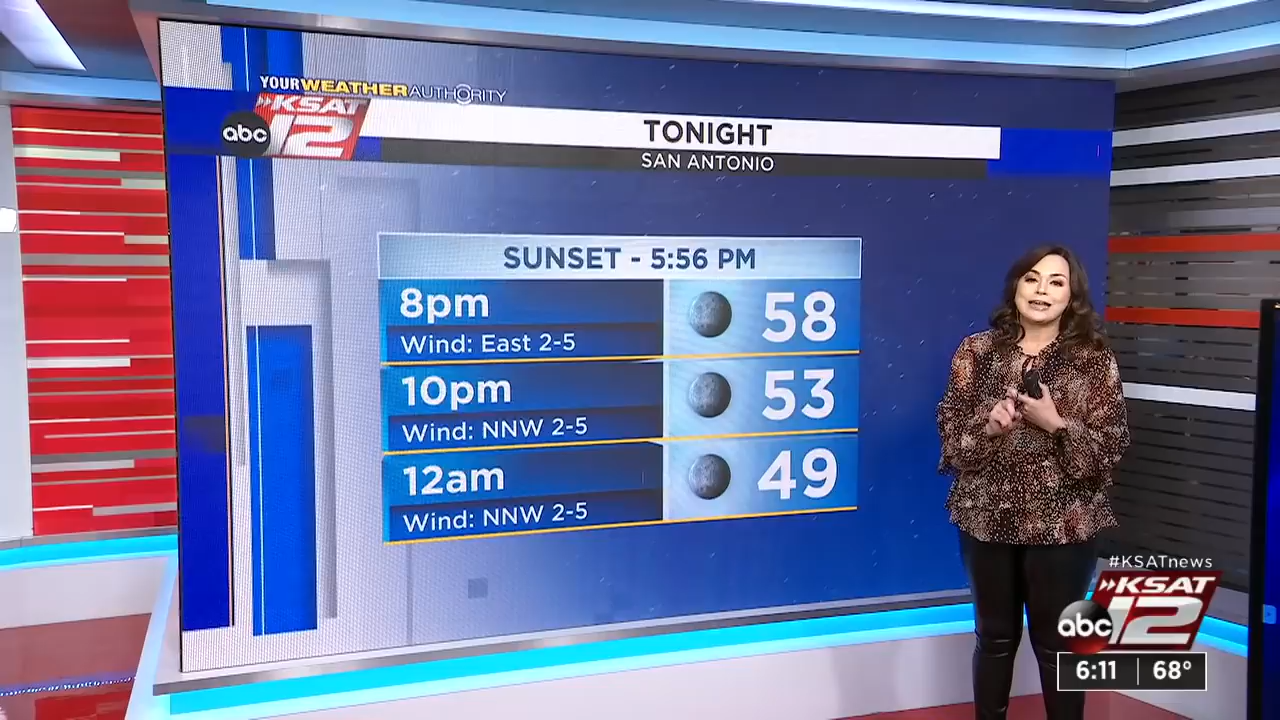 YOUR WEATHER AUTHORITY
KSAT
abc 12
TONIGHT
SAN ANTONIO
SUNSET - 5:56 PM
8pm
58
Wind: East 2-5
10pm
53
Wind: NNW 2-5
12am
49
Wind: NNW 2-5
#KSATnews
KSAT
abc 12
6:11 68°